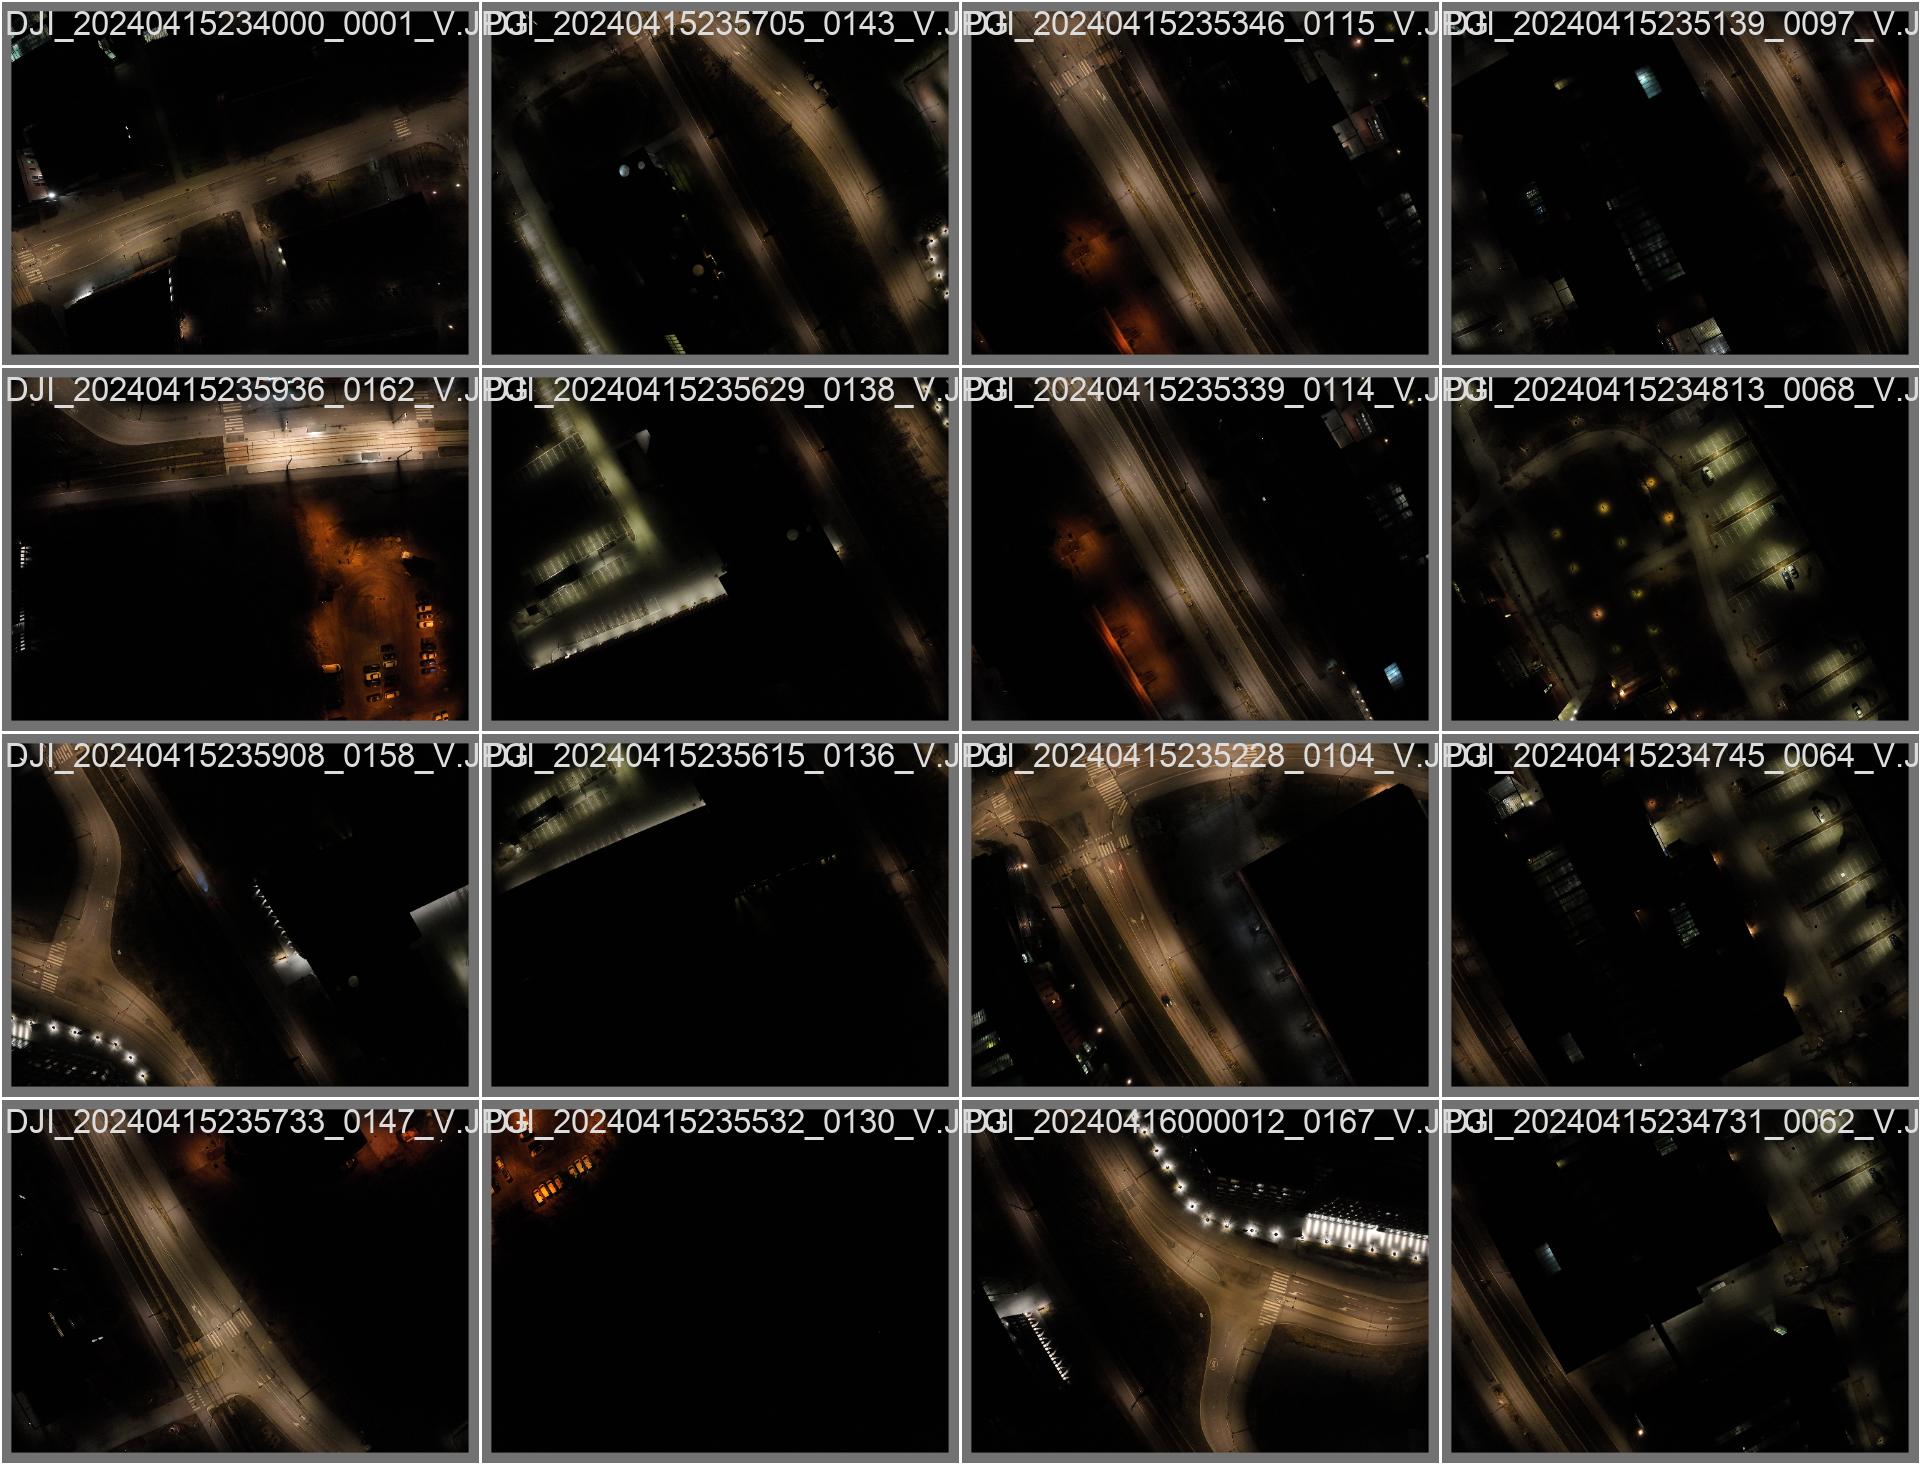 DJI_20240415234000_0001_V.JPG
DJI_20240415235705_0143_V.JPG
DJI_20240415235346_0115_V.JPG
DJI_20240415235139_0097_V.J
DJI_20240415235936_0162_V.JPG
DJI_20240415235629_0138_V.JPG
DJI_20240415235339_0114_V.JPG
DJI_20240415234813_0068_V.J
DJI_20240415235908_0158_V.JPG
DJI_20240415235615_0136_V.JPG
DJI_20240415235228_0104_V.JPG
DJI_20240415234745_0064_V.J
DJI_20240415235733_0147_V.JPG
DJI_20240415235532_0130_V.JPG
DJI_20240416000012_0167_V.JPG
DJI_20240415234731_0062_V.J